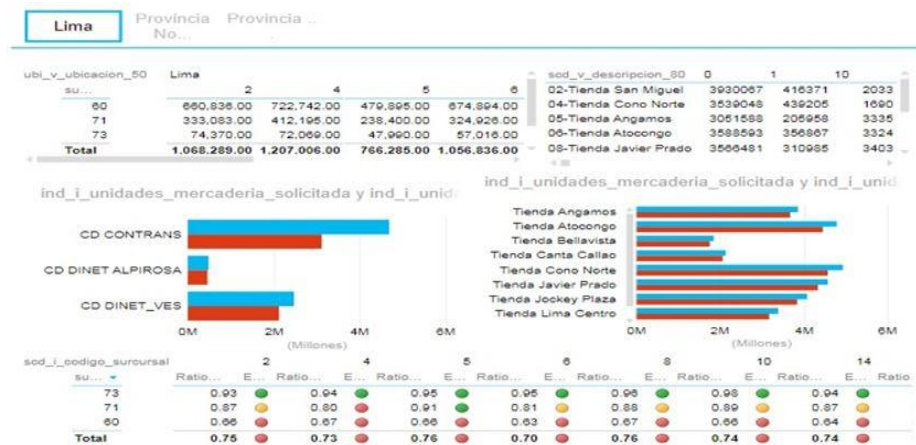 Lima Provincia No... Provincia ...
ubi_v_ubicacion_50 Lima
su... 2 4 5 6
60 660,836.00 722,742.00 479,895.00 674,894.00
71 333,083.00 412,195.00 238,400.00 324,926.00
73 74,370.00 72,069.00 47,990.00 57,016.00
Total 1,068,289.00 1,207,006.00 766,285.00 1,056,836.00
scd_v_descripcion_80 0 1 10
02-Tienda San Miguel 3930067 416371 2033
04-Tienda Cono Norte 3539048 439205 1690
05-Tienda Angamos 3051588 205958 3335
06-Tienda Atocongo 3588593 356867 3324
08-Tienda Javier Prado 3566481 310985 3403
ind_i_unidades_mercaderia_solicitada y ind_i_unid
CD CONTRANS
CD DINET ALPIROSA
CD DINET_VES
0M 2M 4M 6M
(Millones)
ind_i_unidades_mercaderia_solicitada y ind_i_unid
Tienda Angamos
Tienda Atocongo
Tienda Bellavista
Tienda Canta Callao
Tienda Cono Norte
Tienda Javier Prado
Tienda Jockey Plaza
Tienda Lima Centro
0M 2M 4M 6M
(Millones)
scd_i_codigo_surcursal 2 4 5 6 8 10 14
su... Ratio... E... Ratio... E... Ratio... E... Ratio... E... Ratio... E... Ratio... E... Ratio... E... Ratio
73 0.93 0.94 0.95 0.95 0.96 0.98 0.94
71 0.87 0.80 0.91 0.81 0.88 0.89 0.87
60 0.66 0.67 0.66 0.63 0.67 0.66 0.64
Total 0.75 0.73 0.76 0.70 0.76 0.74 0.74